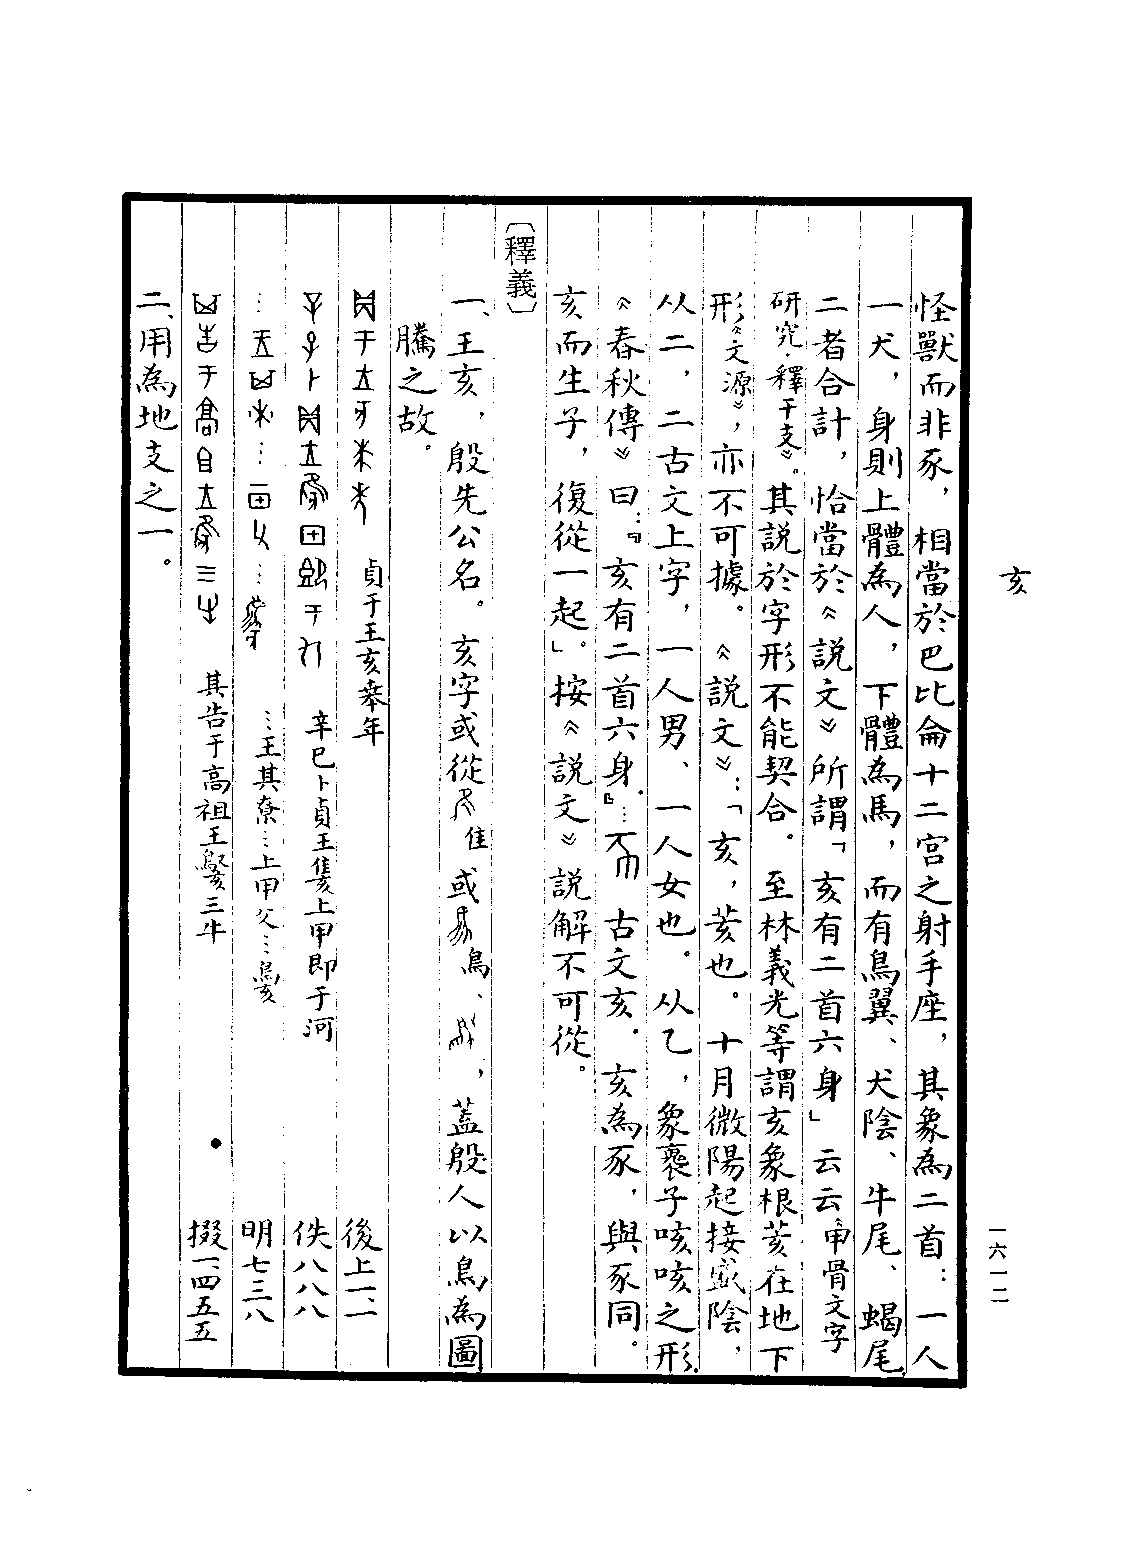 亥
一六一二
怪獸而非豕，相當於巴比侖十二宮之射手座，其象為二首：一人
一犬，身則上體為人，下體為馬，而有鳥翼、犬陰、牛尾、蝎尾
二者合計，恰當於《說文》所謂「亥有二首六身」云云《甲骨文字
研究·釋干支》。其說於字形不能契合。至林義光等謂亥象根荄在地下
形《文源》，亦不可據。《說文》：「亥，荄也。十月微陽起接盛陰，
从二，二古文上字，一人男、一人女也。从乙，象褢子咳咳之形
《春秋傳》曰：『亥有二首六身』…古文亥．亥為豕，與豕同。
亥而生子，復從一起」。按《說文》說解不可從。
〔釋義〕
一、王亥，殷先公名。亥字或從隹或鳥、，蓋殷人以鳥為圖
騰之故。
貞于王亥𠦪年 後上一、一
辛巳卜貞王上甲即于河 佚八八八
…王其尞…上甲父… 明七三八
其告于高祖王三牛 掇一、四五五
二、用為地支之一。